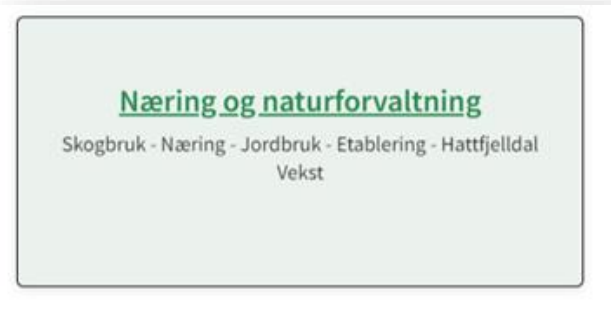 Næring og naturforvaltning
Skogbruk - Næring - Jordbruk - Etablering - Hattfjelldal
Vekst